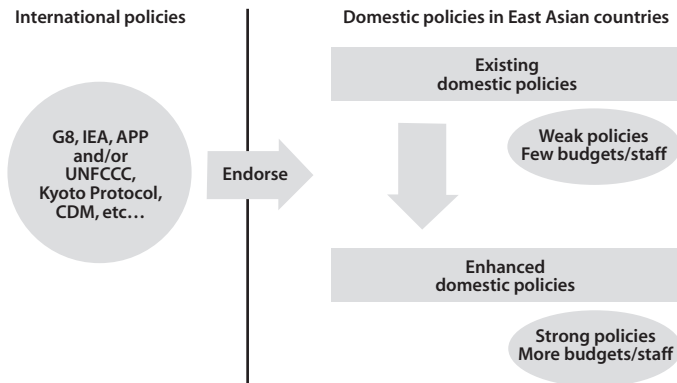 International policies
Domestic policies in East Asian countries
G8, IEA, APP
and/or
UNFCCC,
Kyoto Protocol,
CDM, etc…
Endorse
Existing
domestic policies
Weak policies
Few budgets/staff
Enhanced
domestic policies
Strong policies
More budgets/staff